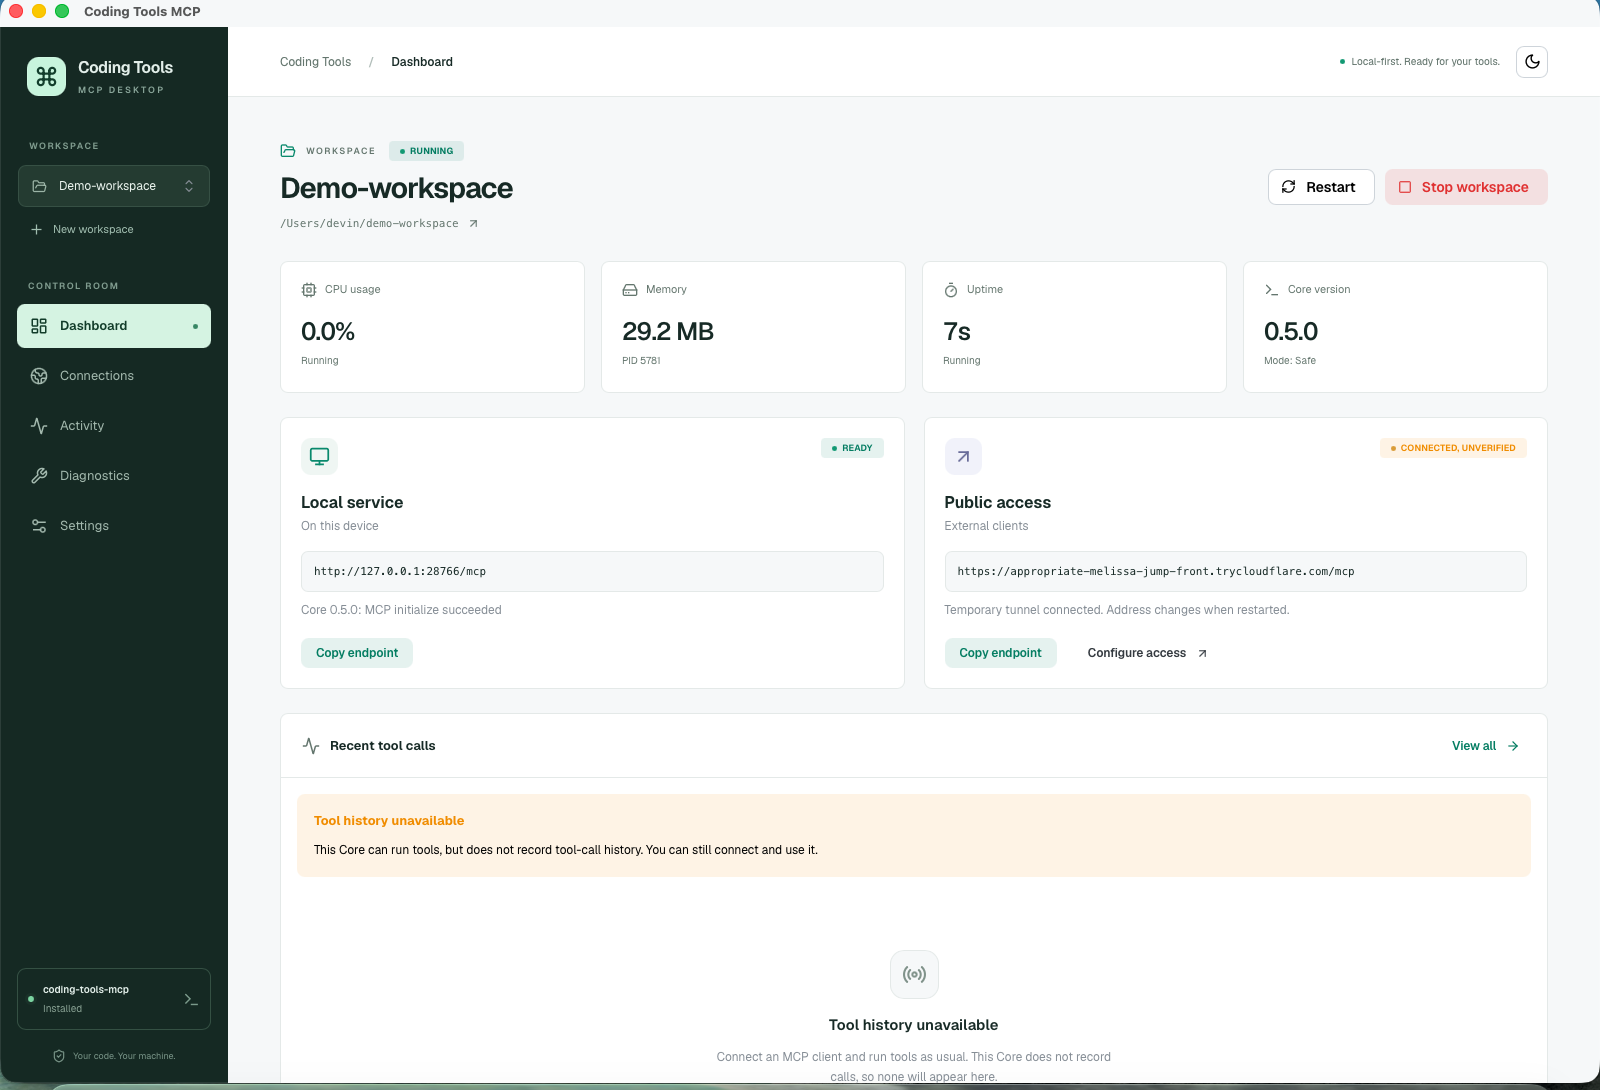 Coding Tools MCP
Coding Tools
MCP DESKTOP
WORKSPACE
Demo-workspace
New workspace
CONTROL ROOM
Dashboard
Connections
Activity
Diagnostics
Settings
coding-tools-mcp
Installed
Your code. Your machine.
Coding Tools / Dashboard
Local-first. Ready for your tools.
WORKSPACE RUNNING
Demo-workspace
/Users/devin/demo-workspace
Restart
Stop workspace
CPU usage
0.0%
Running
Memory
29.2 MB
PID 5781
Uptime
7s
Running
Core version
0.5.0
Mode: Safe
READY
Local service
On this device
http://127.0.0.1:28766/mcp
Core 0.5.0: MCP initialize succeeded
Copy endpoint
CONNECTED, UNVERIFIED
Public access
External clients
https://appropriate-melissa-jump-front.trycloudflare.com/mcp
Temporary tunnel connected. Address changes when restarted.
Copy endpoint
Configure access
Recent tool calls
View all
Tool history unavailable
This Core can run tools, but does not record tool-call history. You can still connect and use it.
Tool history unavailable
Connect an MCP client and run tools as usual. This Core does not record
calls, so none will appear here.